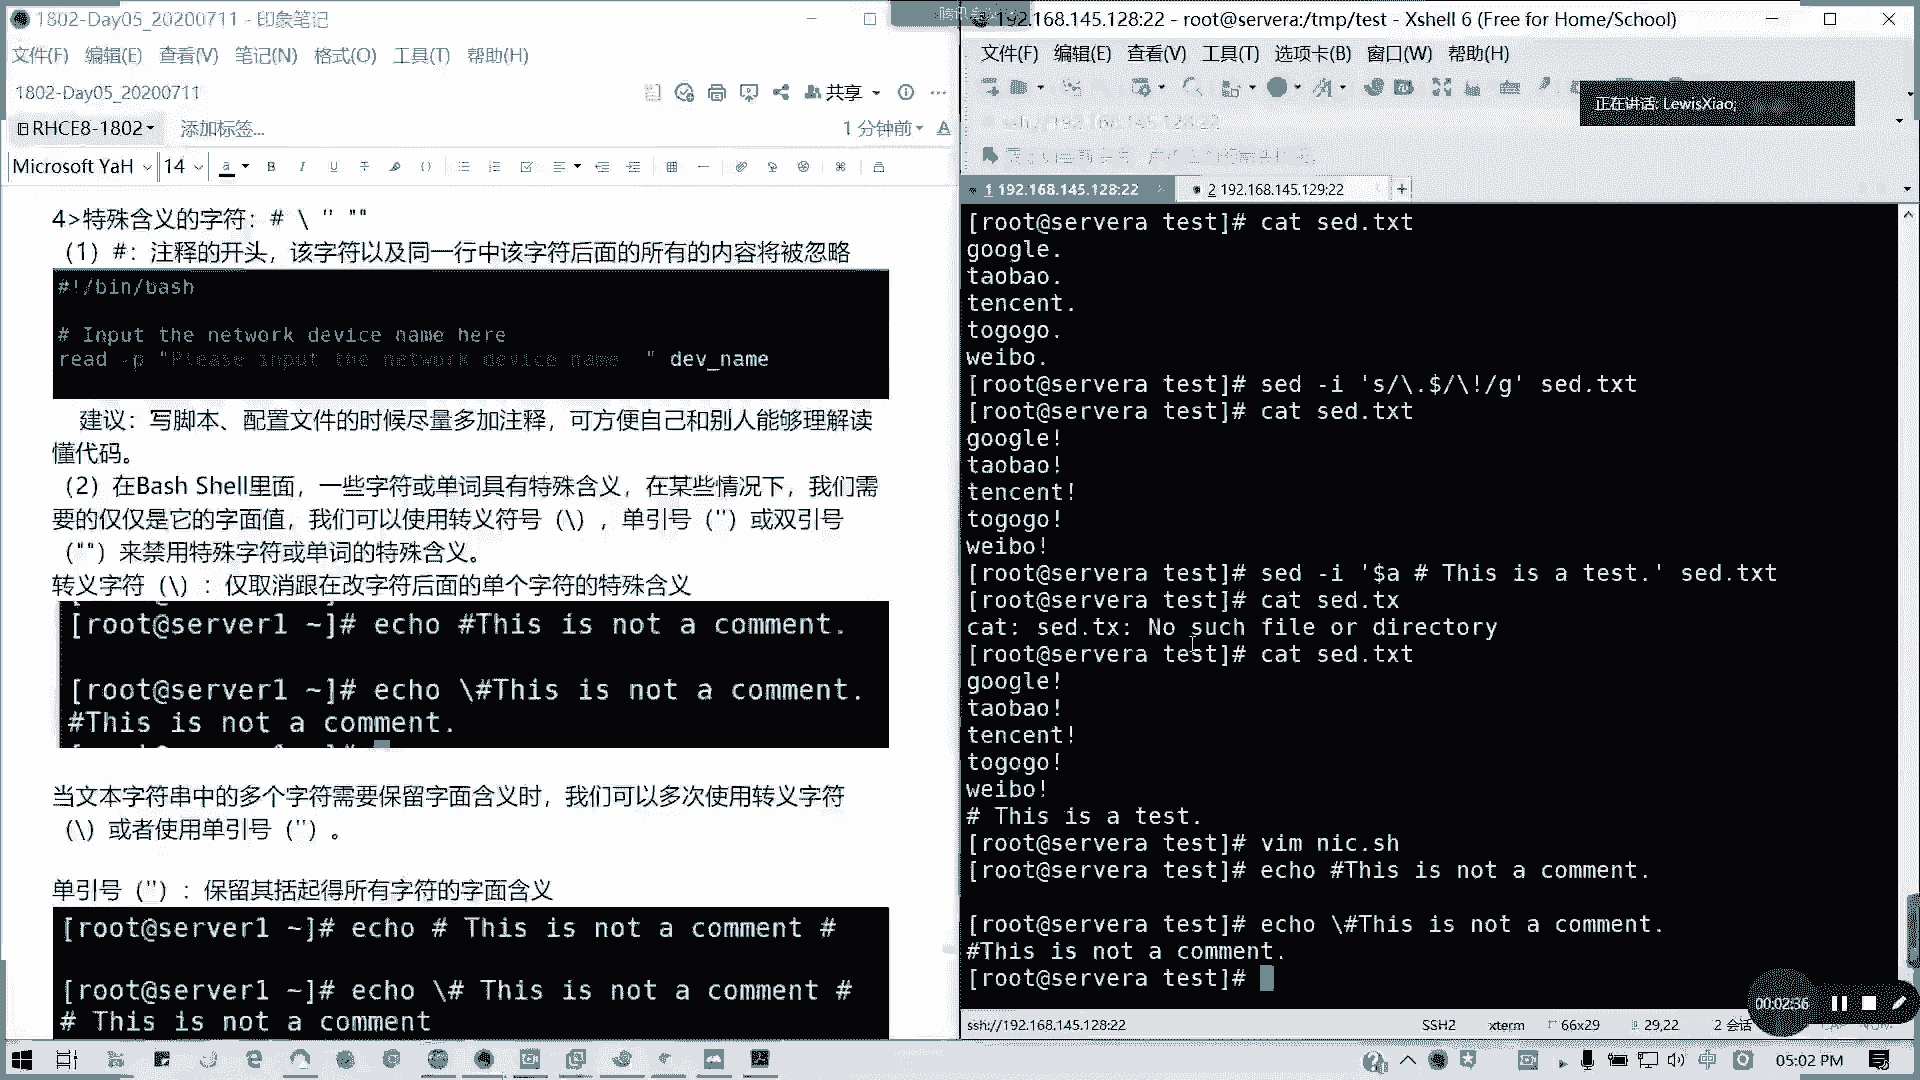 1802-Day05_20200711 - 印象笔记
文件(F) 编辑(E) 查看(V) 笔记(N) 格式(O) 工具(T) 帮助(H)
1802-Day05_20200711
共享
RHCE8-1802 添加标签...
1 分钟前
Microsoft YaH 14
4>特殊含义的字符：# \ '' ""
（1）#：注释的开头，该字符以及同一行中该字符后面的所有的内容将被忽略
#!/bin/bash
# Input the network device name here
read -p "Please input the network device name " dev_name
建议：写脚本、配置文件的时候尽量多加注释，可方便自己和别人能够理解读
懂代码。
（2）在Bash Shell里面，一些字符或单词具有特殊含义，在某些情况下，我们需
要的仅仅是它的字面值，我们可以使用转义符号（\），单引号（''）或双引号
（""）来禁用特殊字符或单词的特殊含义。
转义字符（\）：仅取消跟在改字符后面的单个字符的特殊含义
[root@server1 ~]# echo #This is not a comment.
[root@server1 ~]# echo \#This is not a comment.
#This is not a comment.
当文本字符串中的多个字符需要保留字面含义时，我们可以多次使用转义字符
（\）或者使用单引号（''）。
单引号（''）：保留其括起得所有字符的字面含义
[root@server1 ~]# echo # This is not a comment #
[root@server1 ~]# echo \# This is not a comment #
# This is not a comment
192.168.145.128:22 - root@servera:/tmp/test - Xshell 6 (Free for Home/School)
文件(F) 编辑(E) 查看(V) 工具(T) 选项卡(B) 窗口(W) 帮助(H)
正在讲话: LewisXiao;
ssh://192.168.145.128:22
1 192.168.145.128:22
2 192.168.145.129:22
[root@servera test]# cat sed.txt
google.
taobao.
tencent.
togogo.
weibo.
[root@servera test]# sed -i 's/\.$/\!/g' sed.txt
[root@servera test]# cat sed.txt
google!
taobao!
tencent!
togogo!
weibo!
[root@servera test]# sed -i '$a # This is a test.' sed.txt
[root@servera test]# cat sed.tx
cat: sed.tx: No such file or directory
[root@servera test]# cat sed.txt
google!
taobao!
tencent!
togogo!
weibo!
# This is a test.
[root@servera test]# vim nic.sh
[root@servera test]# echo #This is not a comment.
[root@servera test]# echo \#This is not a comment.
#This is not a comment.
[root@servera test]#
00:02:36
ssh://192.168.145.128:22 SSH2 xterm 66x29 29,22 2 会话
中 05:02 PM